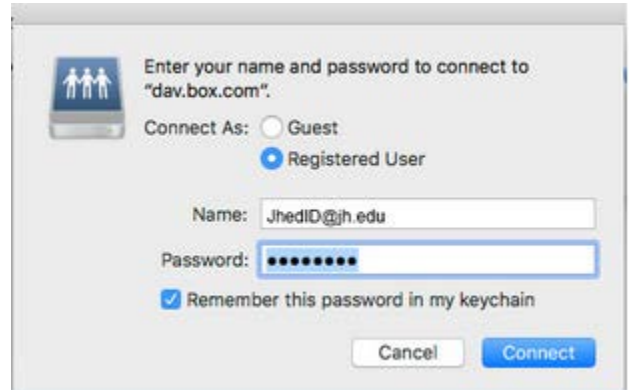 Enter your name and password to connect to
"dav.box.com".
Connect As: Guest
Registered User
Name: JhedID@jh.edu
Password: ••••••••
Remember this password in my keychain
Cancel Connect